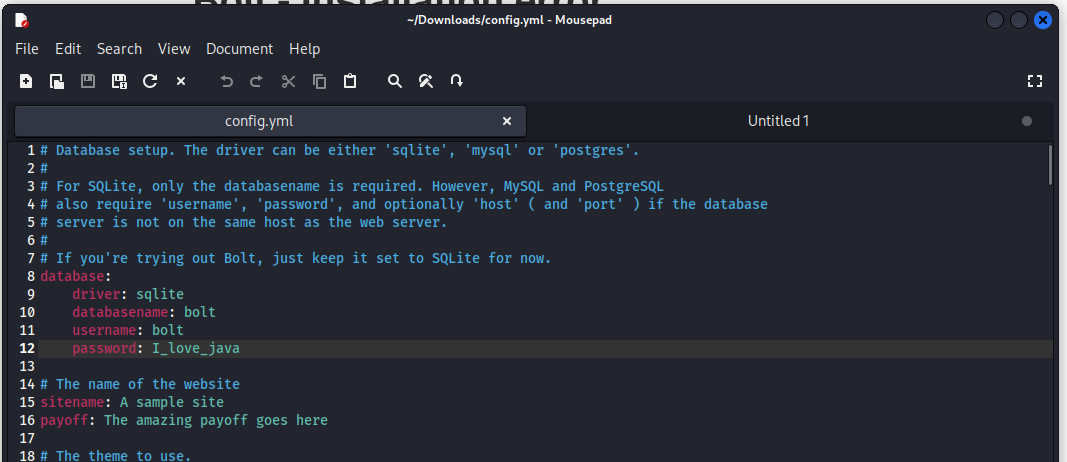 Bolt - Installation Error
~/Downloads/config.yml - Mousepad
File Edit Search View Document Help
config.yml
Untitled 1
1 # Database setup. The driver can be either 'sqlite', 'mysql' or 'postgres'.
2 #
3 # For SQLite, only the databasename is required. However, MySQL and PostgreSQL
4 # also require 'username', 'password', and optionally 'host' ( and 'port' ) if the database
5 # server is not on the same host as the web server.
6 #
7 # If you're trying out Bolt, just keep it set to SQLite for now.
8 database:
9 driver: sqlite
10 databasename: bolt
11 username: bolt
12 password: I_love_java
13
14 # The name of the website
15 sitename: A sample site
16 payoff: The amazing payoff goes here
17
18 # The theme to use.